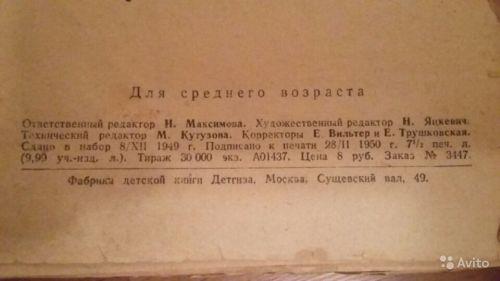 Для среднего возраста
Ответственный редактор Н. Максимова. Художественный редактор Н. Яцкевич.
Технический редактор М. Кутузова. Корректоры Е. Вильтер и Е. Трушковская.
Сдано в набор 8/XII 1949 г. Подписано к печати 28/II 1950 г. 7½ печ. л.
(9,99 уч.-изд. л.). Тираж 30 000 экз. А01437. Цена 8 руб. Заказ № 3447.
Фабрика детской книги Детгиза. Москва. Сущевский вал, 49.
Avito